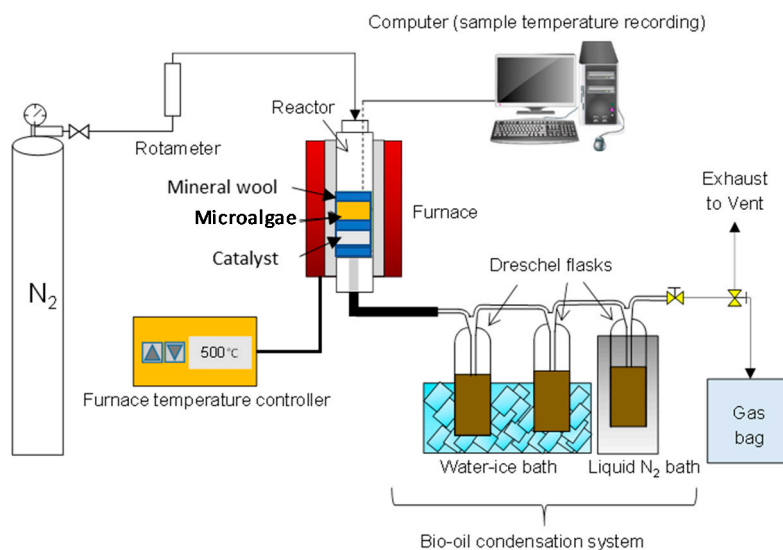 Computer (sample temperature recording)
Reactor
Rotameter
Mineral wool
Microalgae
Furnace
Catalyst
Exhaust
to Vent
Dreschel flasks
N2
500°C
Furnace temperature controller
Gas
bag
Water-ice bath
Liquid N2 bath
Bio-oil condensation system